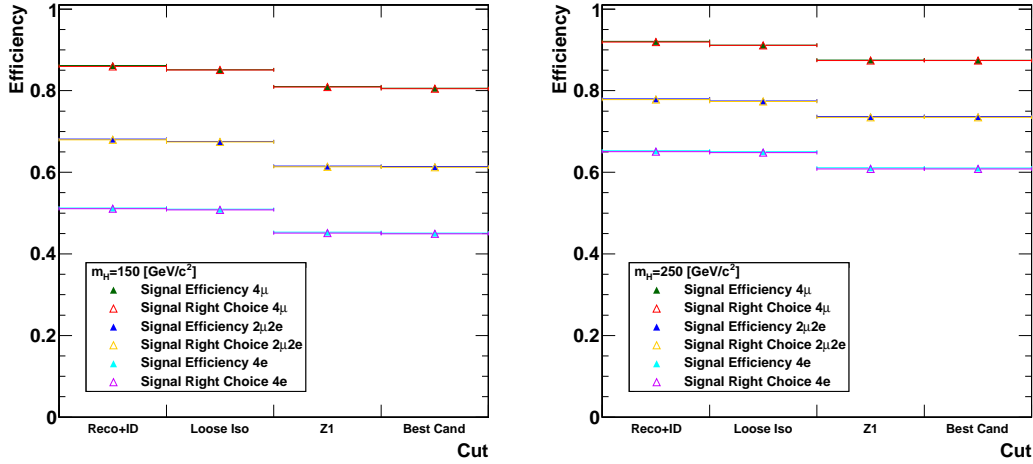 Efficiency
1
0.8
0.6
0.4
0.2
0
m_H=150 [GeV/c²]
Signal Efficiency 4μ
Signal Right Choice 4μ
Signal Efficiency 2μ2e
Signal Right Choice 2μ2e
Signal Efficiency 4e
Signal Right Choice 4e
Reco+ID Loose Iso Z1 Best Cand
Cut
Efficiency
1
0.8
0.6
0.4
0.2
0
m_H=250 [GeV/c²]
Signal Efficiency 4μ
Signal Right Choice 4μ
Signal Efficiency 2μ2e
Signal Right Choice 2μ2e
Signal Efficiency 4e
Signal Right Choice 4e
Reco+ID Loose Iso Z1 Best Cand
Cut